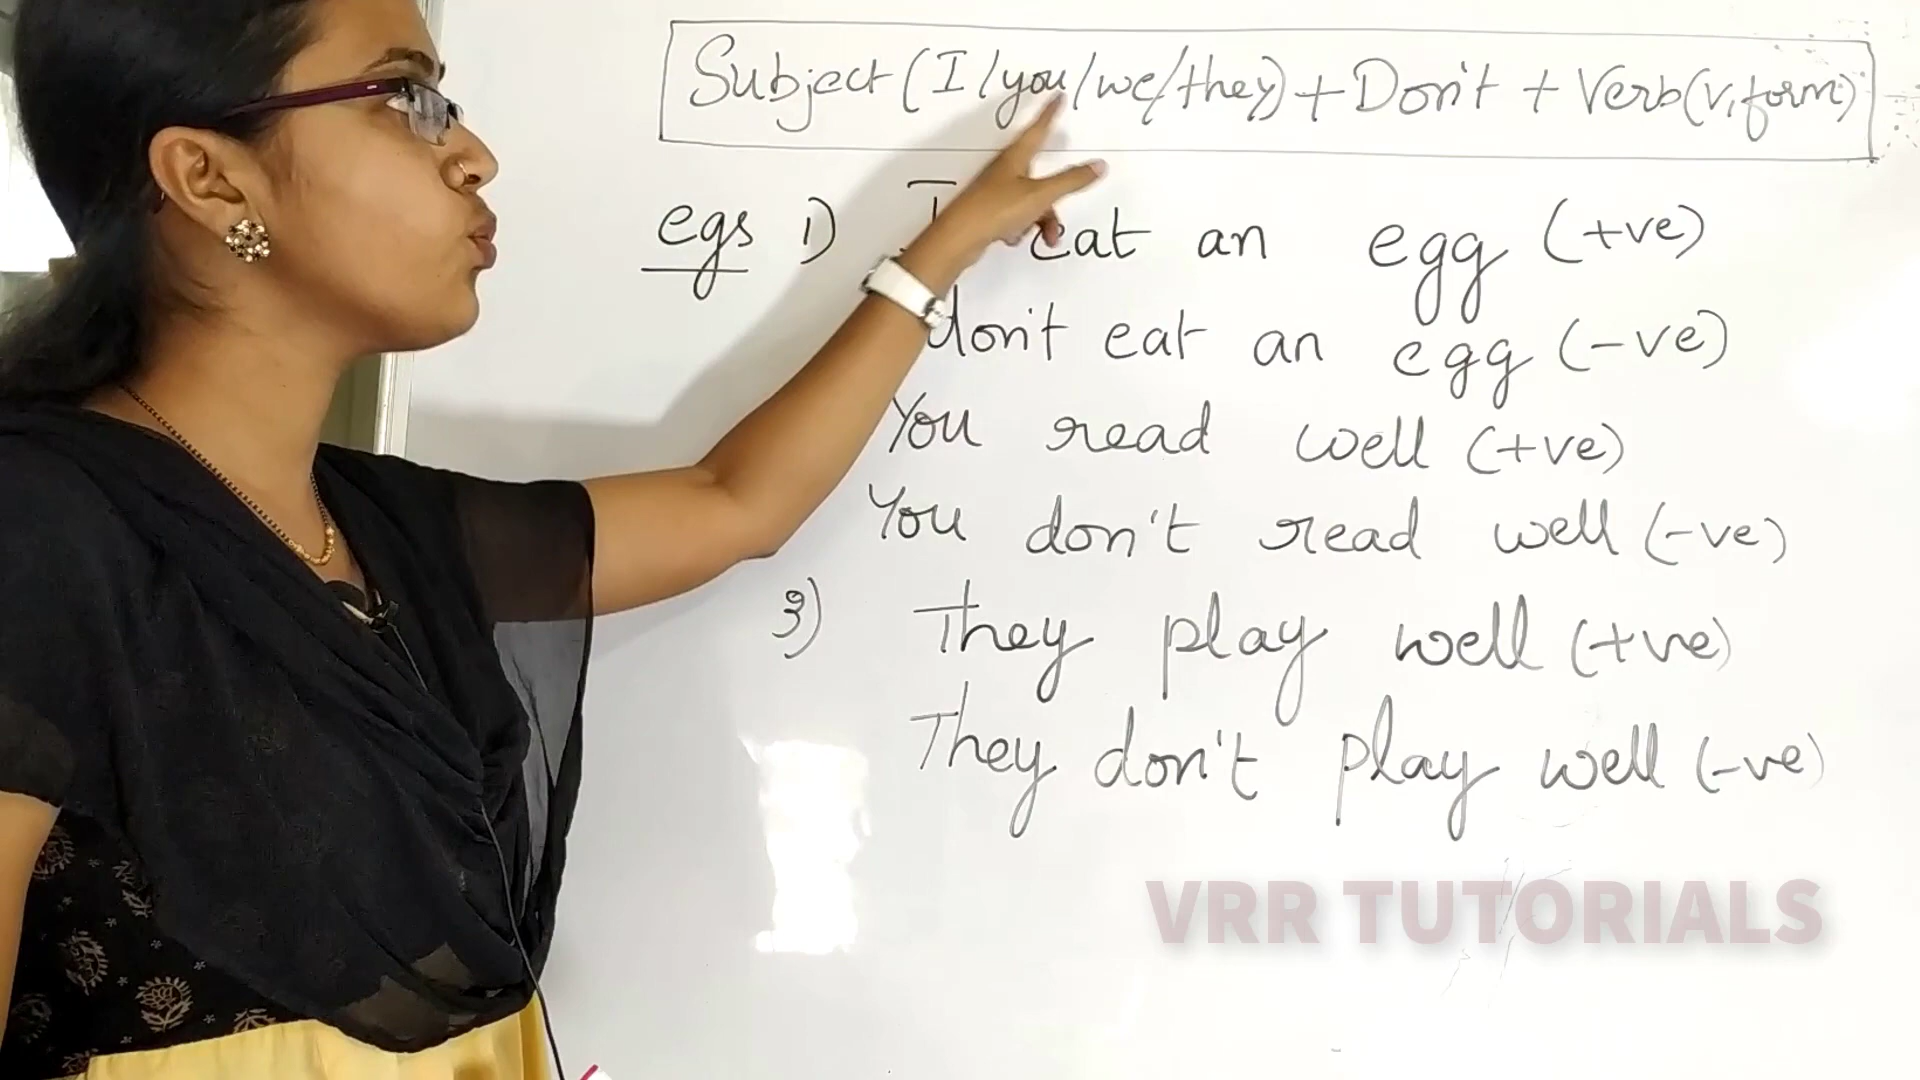 Subject (I/you/we/they) + Don't + Verb (V₁ form)
egs 1) I eat an egg (+ve)
don't eat an egg (-ve)
You read well (+ve)
You don't read well (-ve)
3) They play well (+ve)
They don't play well (-ve)
VRR TUTORIALS